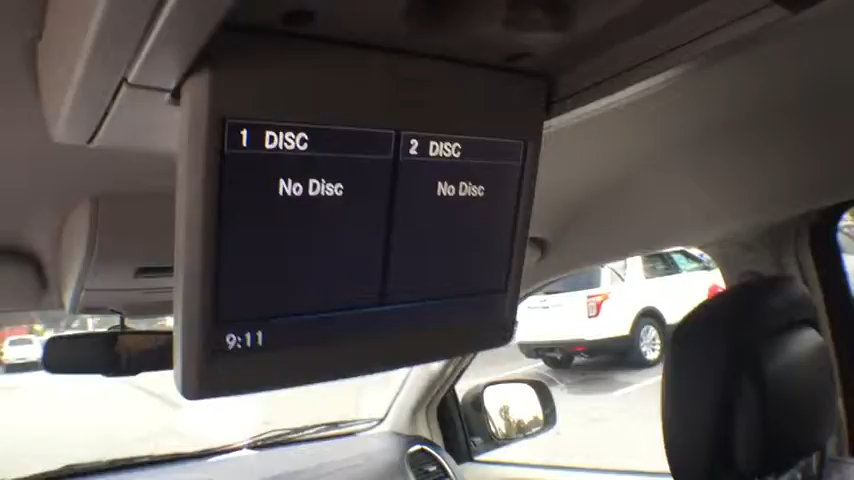 1 DISC
2 DISC
No Disc
No Disc
9:11